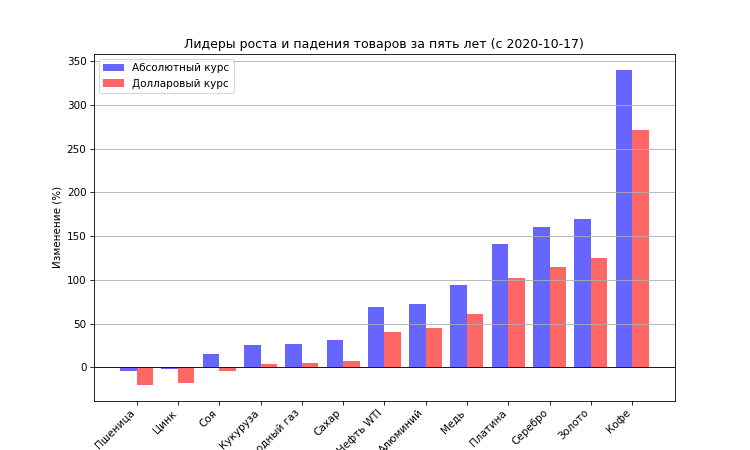 Лидеры роста и падения товаров за пять лет (с 2020-10-17)
Абсолютный курс
Долларовый курс
Изменение (%)
350
300
250
200
150
100
50
0
Пшеница
Цинк
Соя
Кукуруза
одный газ
Сахар
Нефть WTI
Алюминий
Медь
Платина
Серебро
Золото
Кофе